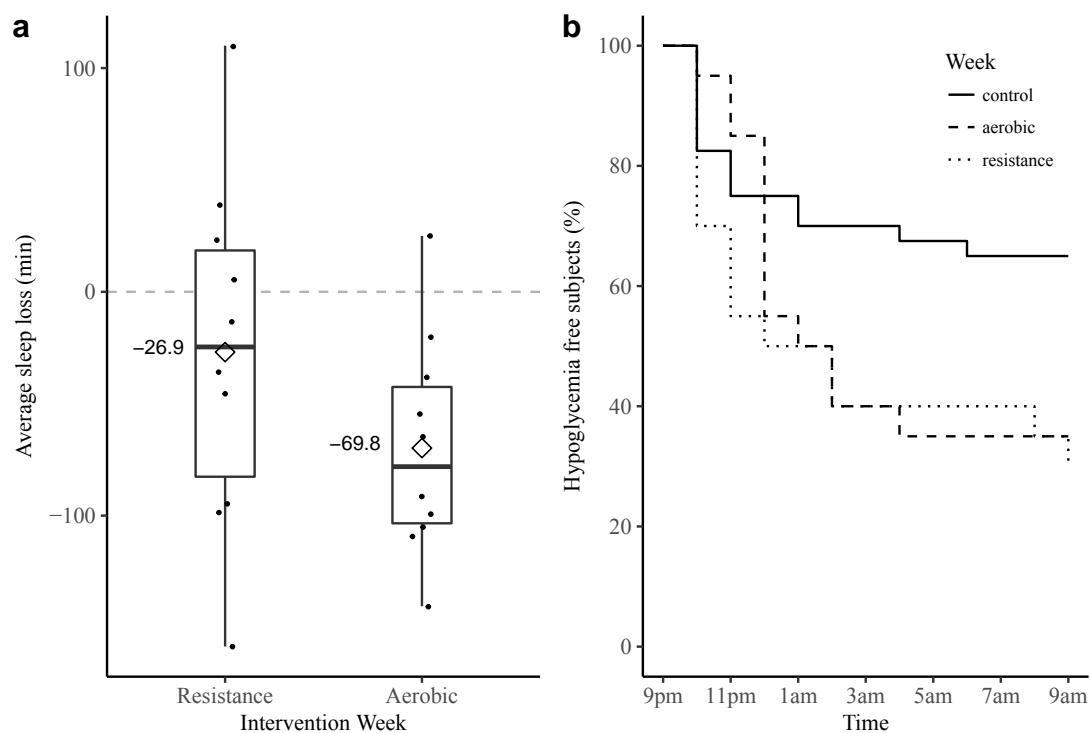 a
Average sleep loss (min)
100
0
−100
−26.9
−69.8
Resistance
Aerobic
Intervention Week
b
Hypoglycemia free subjects (%)
100
80
60
40
20
0
Week
control
aerobic
resistance
9pm 11pm 1am 3am 5am 7am 9am
Time